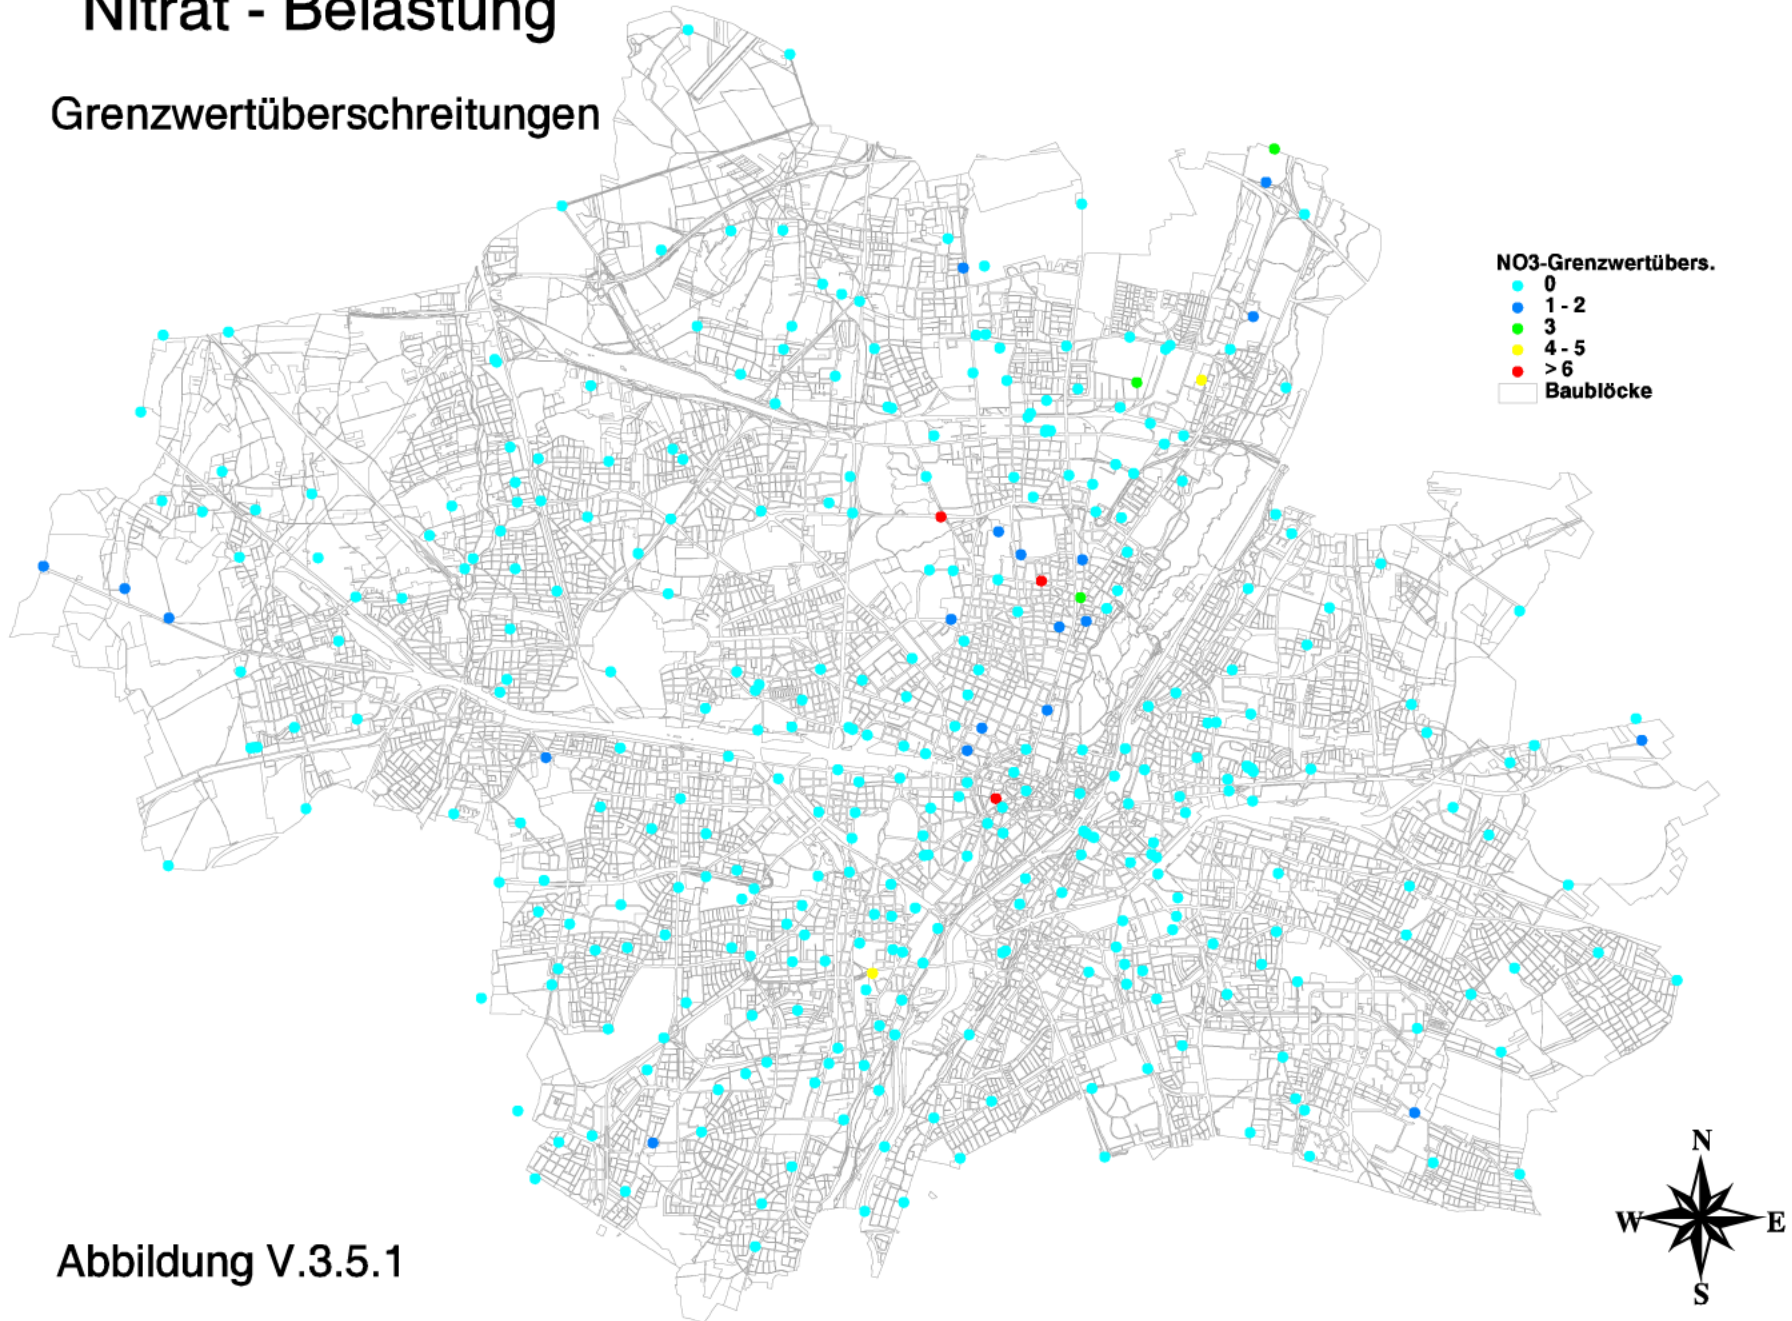 Nitrat - Belastung
Grenzwertüberschreitungen
NO3-Grenzwertübers.
0
1 - 2
3
4 - 5
> 6
Baublöcke
N
W E
S
Abbildung V.3.5.1